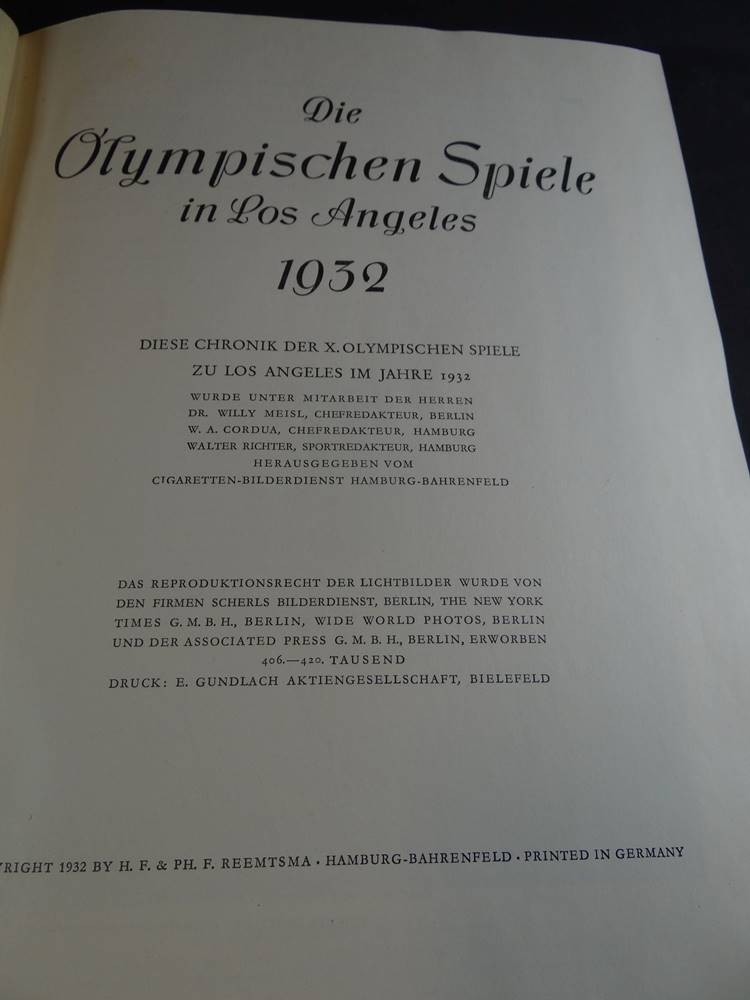 Die
Olympischen Spiele
in Los Angeles
1932
DIESE CHRONIK DER X. OLYMPISCHEN SPIELE
ZU LOS ANGELES IM JAHRE 1932
WURDE UNTER MITARBEIT DER HERREN
DR. WILLY MEISL, CHEFREDAKTEUR, BERLIN
W. A. CORDUA, CHEFREDAKTEUR, HAMBURG
WALTER RICHTER, SPORTREDAKTEUR, HAMBURG
HERAUSGEGEBEN VOM
CIGARETTEN-BILDERDIENST HAMBURG-BAHRENFELD
DAS REPRODUKTIONSRECHT DER LICHTBILDER WURDE VON
DEN FIRMEN SCHERLS BILDERDIENST, BERLIN, THE NEW YORK
TIMES G. M. B. H., BERLIN, WIDE WORLD PHOTOS, BERLIN
UND DER ASSOCIATED PRESS G. M. B. H., BERLIN, ERWORBEN
406.—420. TAUSEND
DRUCK: E. GUNDLACH AKTIENGESELLSCHAFT, BIELEFELD
RIGHT 1932 BY H. F. & PH. F. REEMTSMA · HAMBURG-BAHRENFELD · PRINTED IN GERMANY